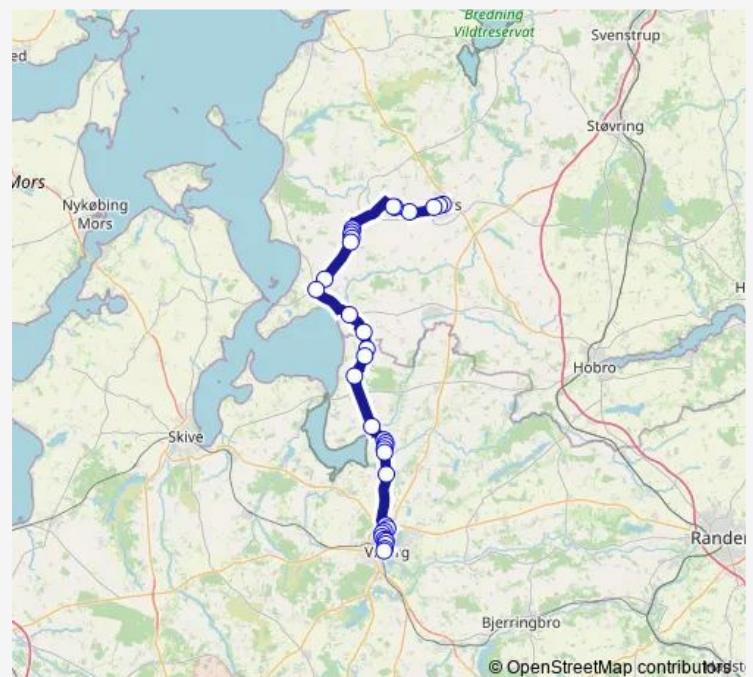 Bredning
Vildtreservat
Svenstrup
ed
Støvring
Mors
Nykøbing
Mors
s
H
Hobro
Skive
Rander
Bjerringbro
© OpenStreetMap contributors